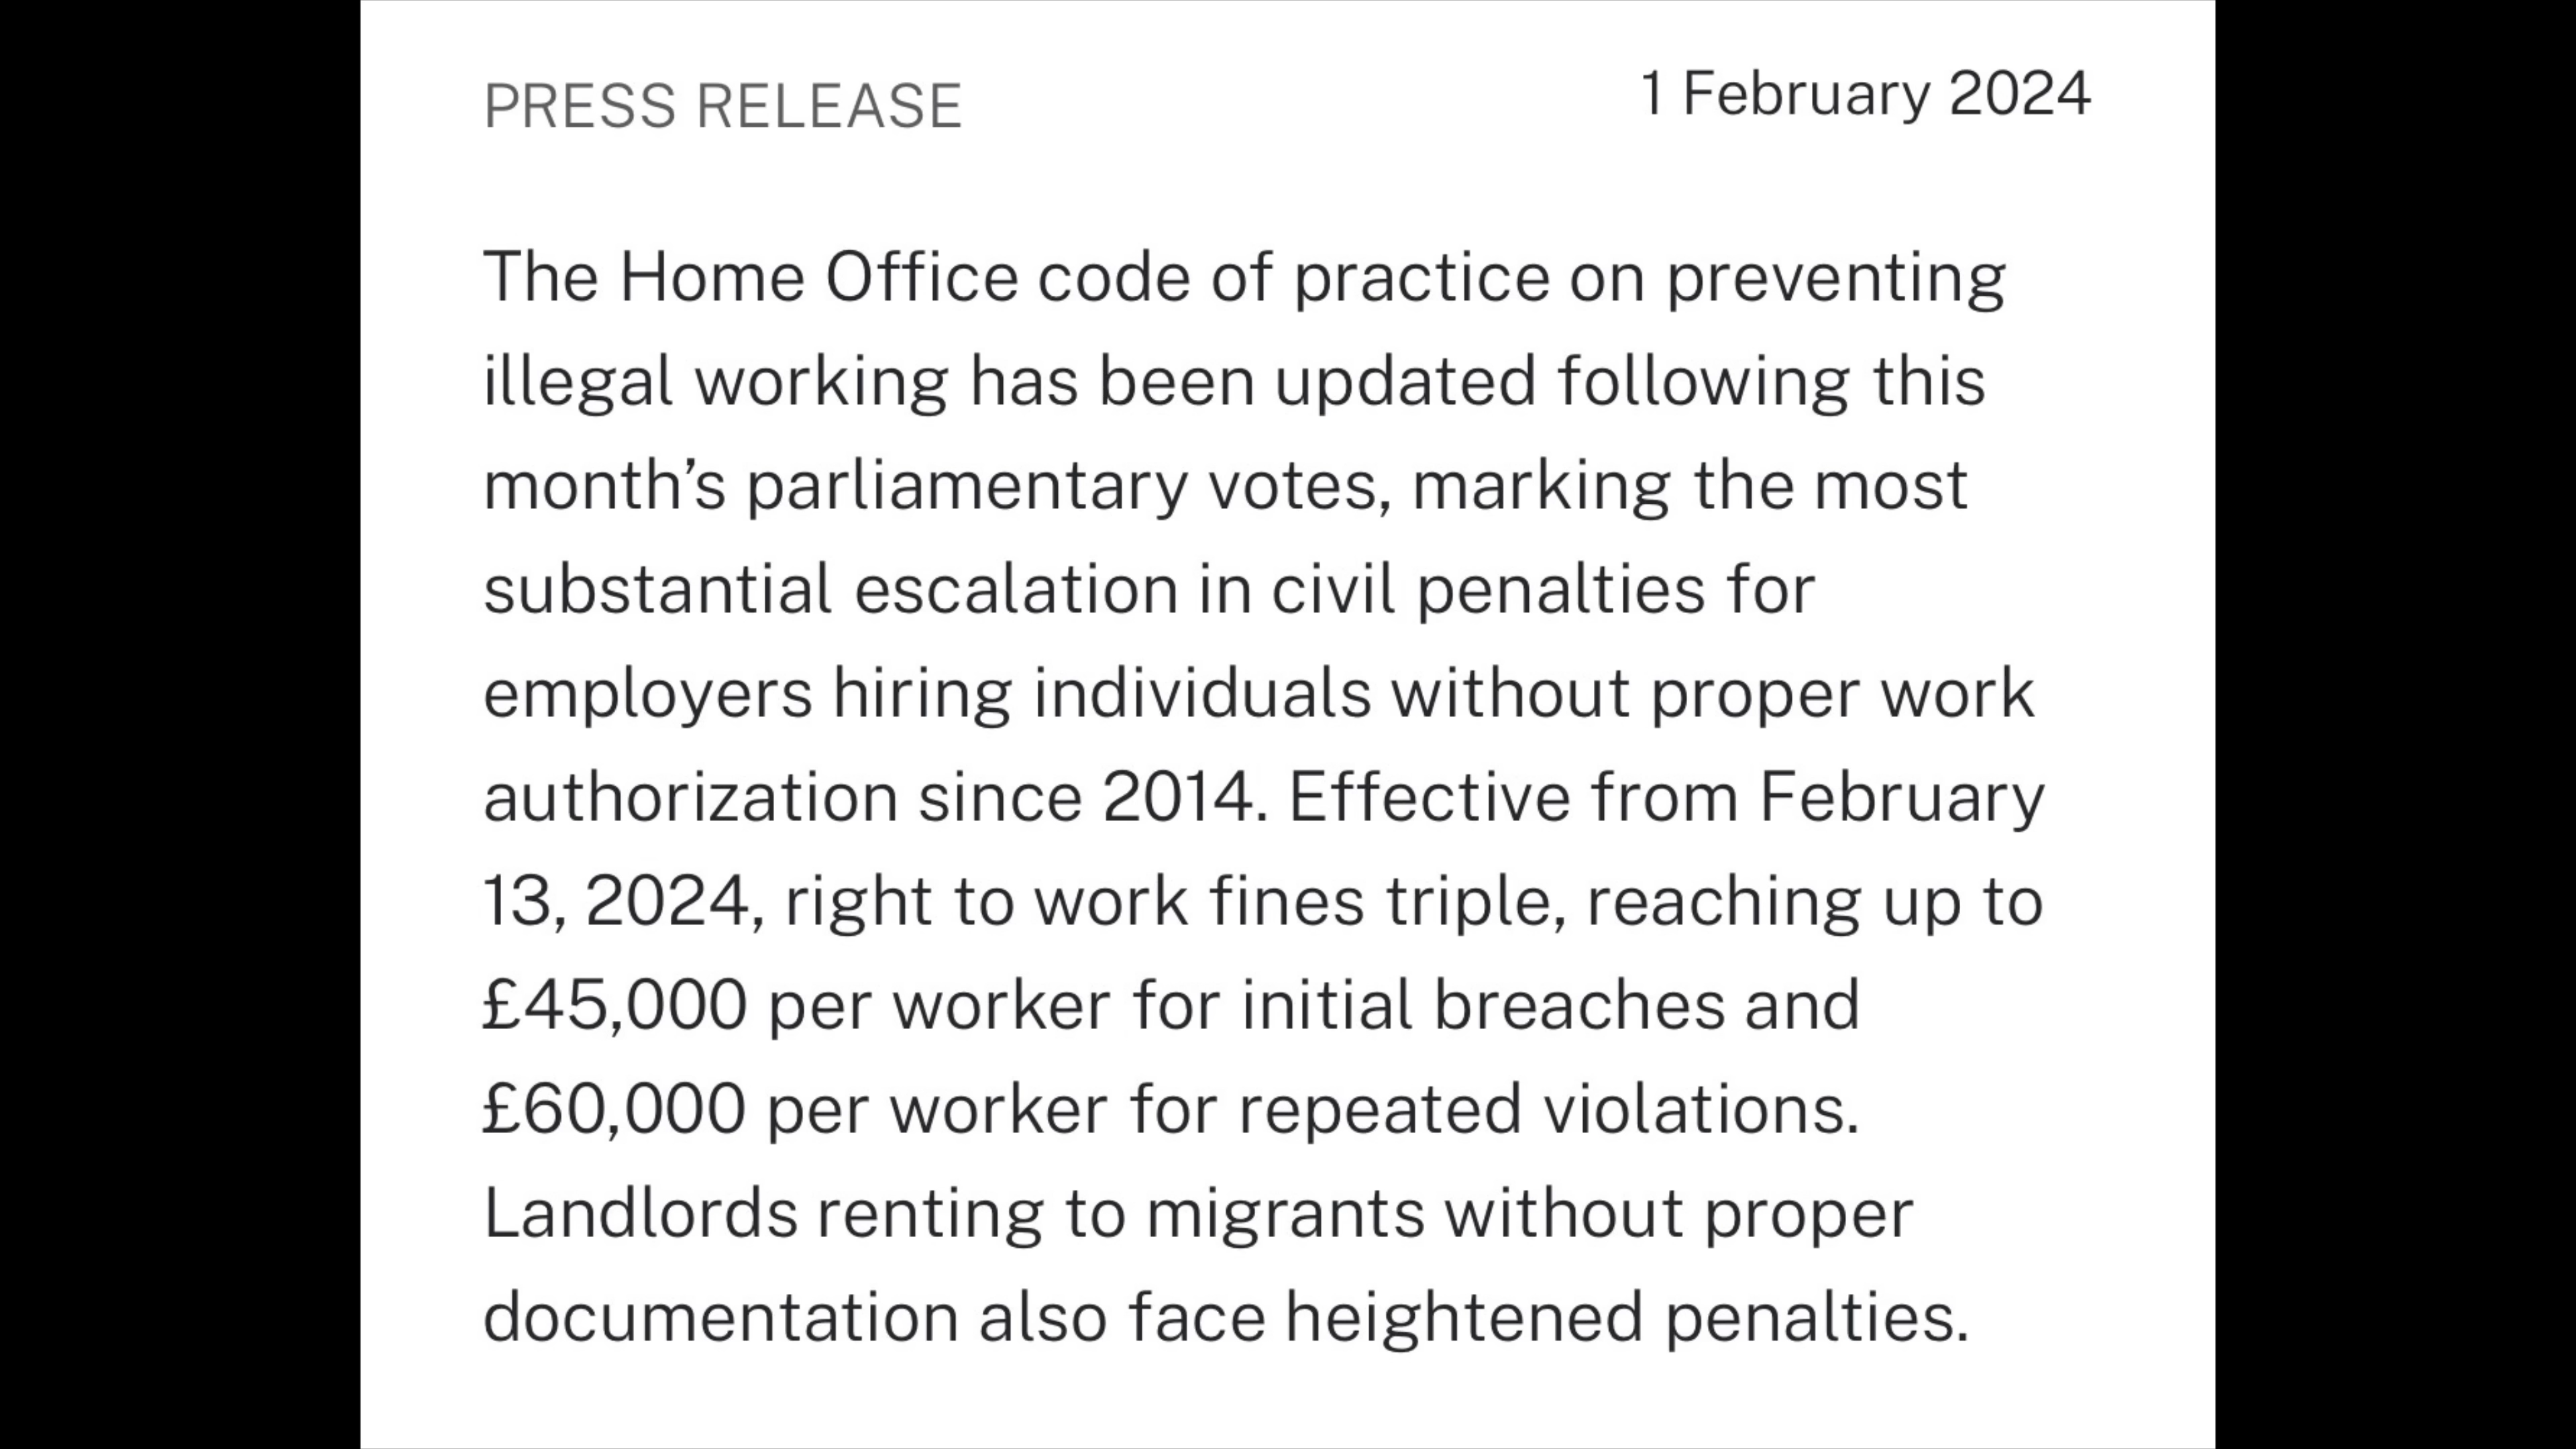 PRESS RELEASE
1 February 2024
The Home Office code of practice on preventing
illegal working has been updated following this
month’s parliamentary votes, marking the most
substantial escalation in civil penalties for
employers hiring individuals without proper work
authorization since 2014. Effective from February
13, 2024, right to work fines triple, reaching up to
£45,000 per worker for initial breaches and
£60,000 per worker for repeated violations.
Landlords renting to migrants without proper
documentation also face heightened penalties.